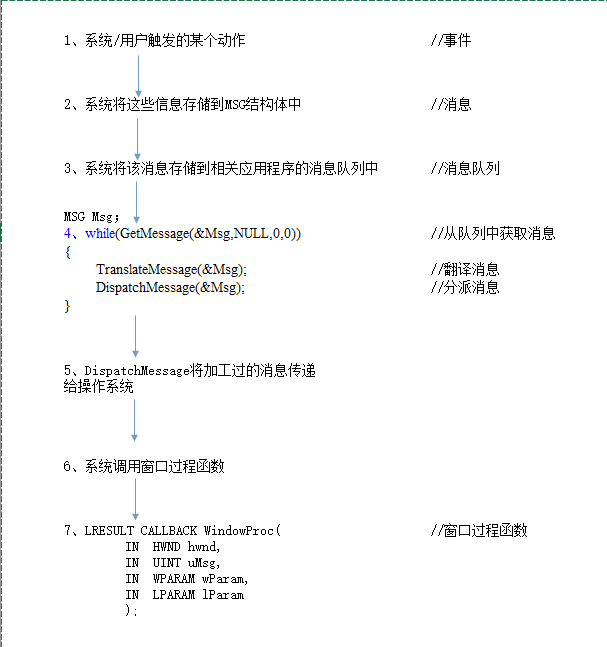 1、系统/用户触发的某个动作 //事件
2、系统将这些信息存储到MSG结构体中 //消息
3、系统将该消息存储到相关应用程序的消息队列中 //消息队列
MSG Msg;
4、while(GetMessage(&Msg,NULL,0,0)) //从队列中获取消息
{
TranslateMessage(&Msg); //翻译消息
DispatchMessage(&Msg); //分派消息
}
5、DispatchMessage将加工过的消息传递
给操作系统
6、系统调用窗口过程函数
7、LRESULT CALLBACK WindowProc( //窗口过程函数
IN HWND hwnd,
IN UINT uMsg,
IN WPARAM wParam,
IN LPARAM lParam
);